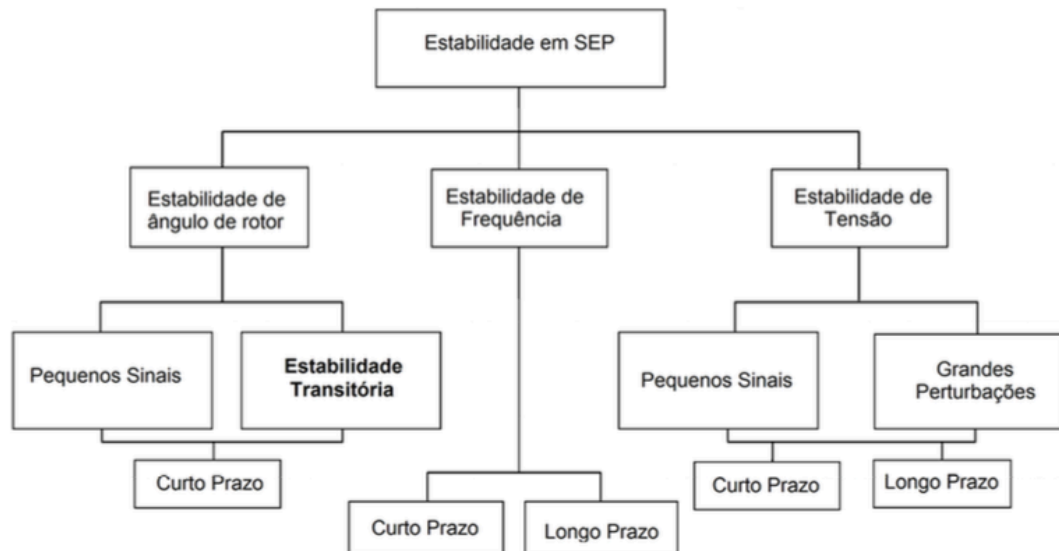 Estabilidade em SEP
Estabilidade de
ângulo de rotor
Estabilidade de
Frequência
Estabilidade de
Tensão
Pequenos Sinais
Estabilidade
Transitória
Pequenos Sinais
Grandes
Perturbações
Curto Prazo
Curto Prazo
Longo Prazo
Curto Prazo
Longo Prazo